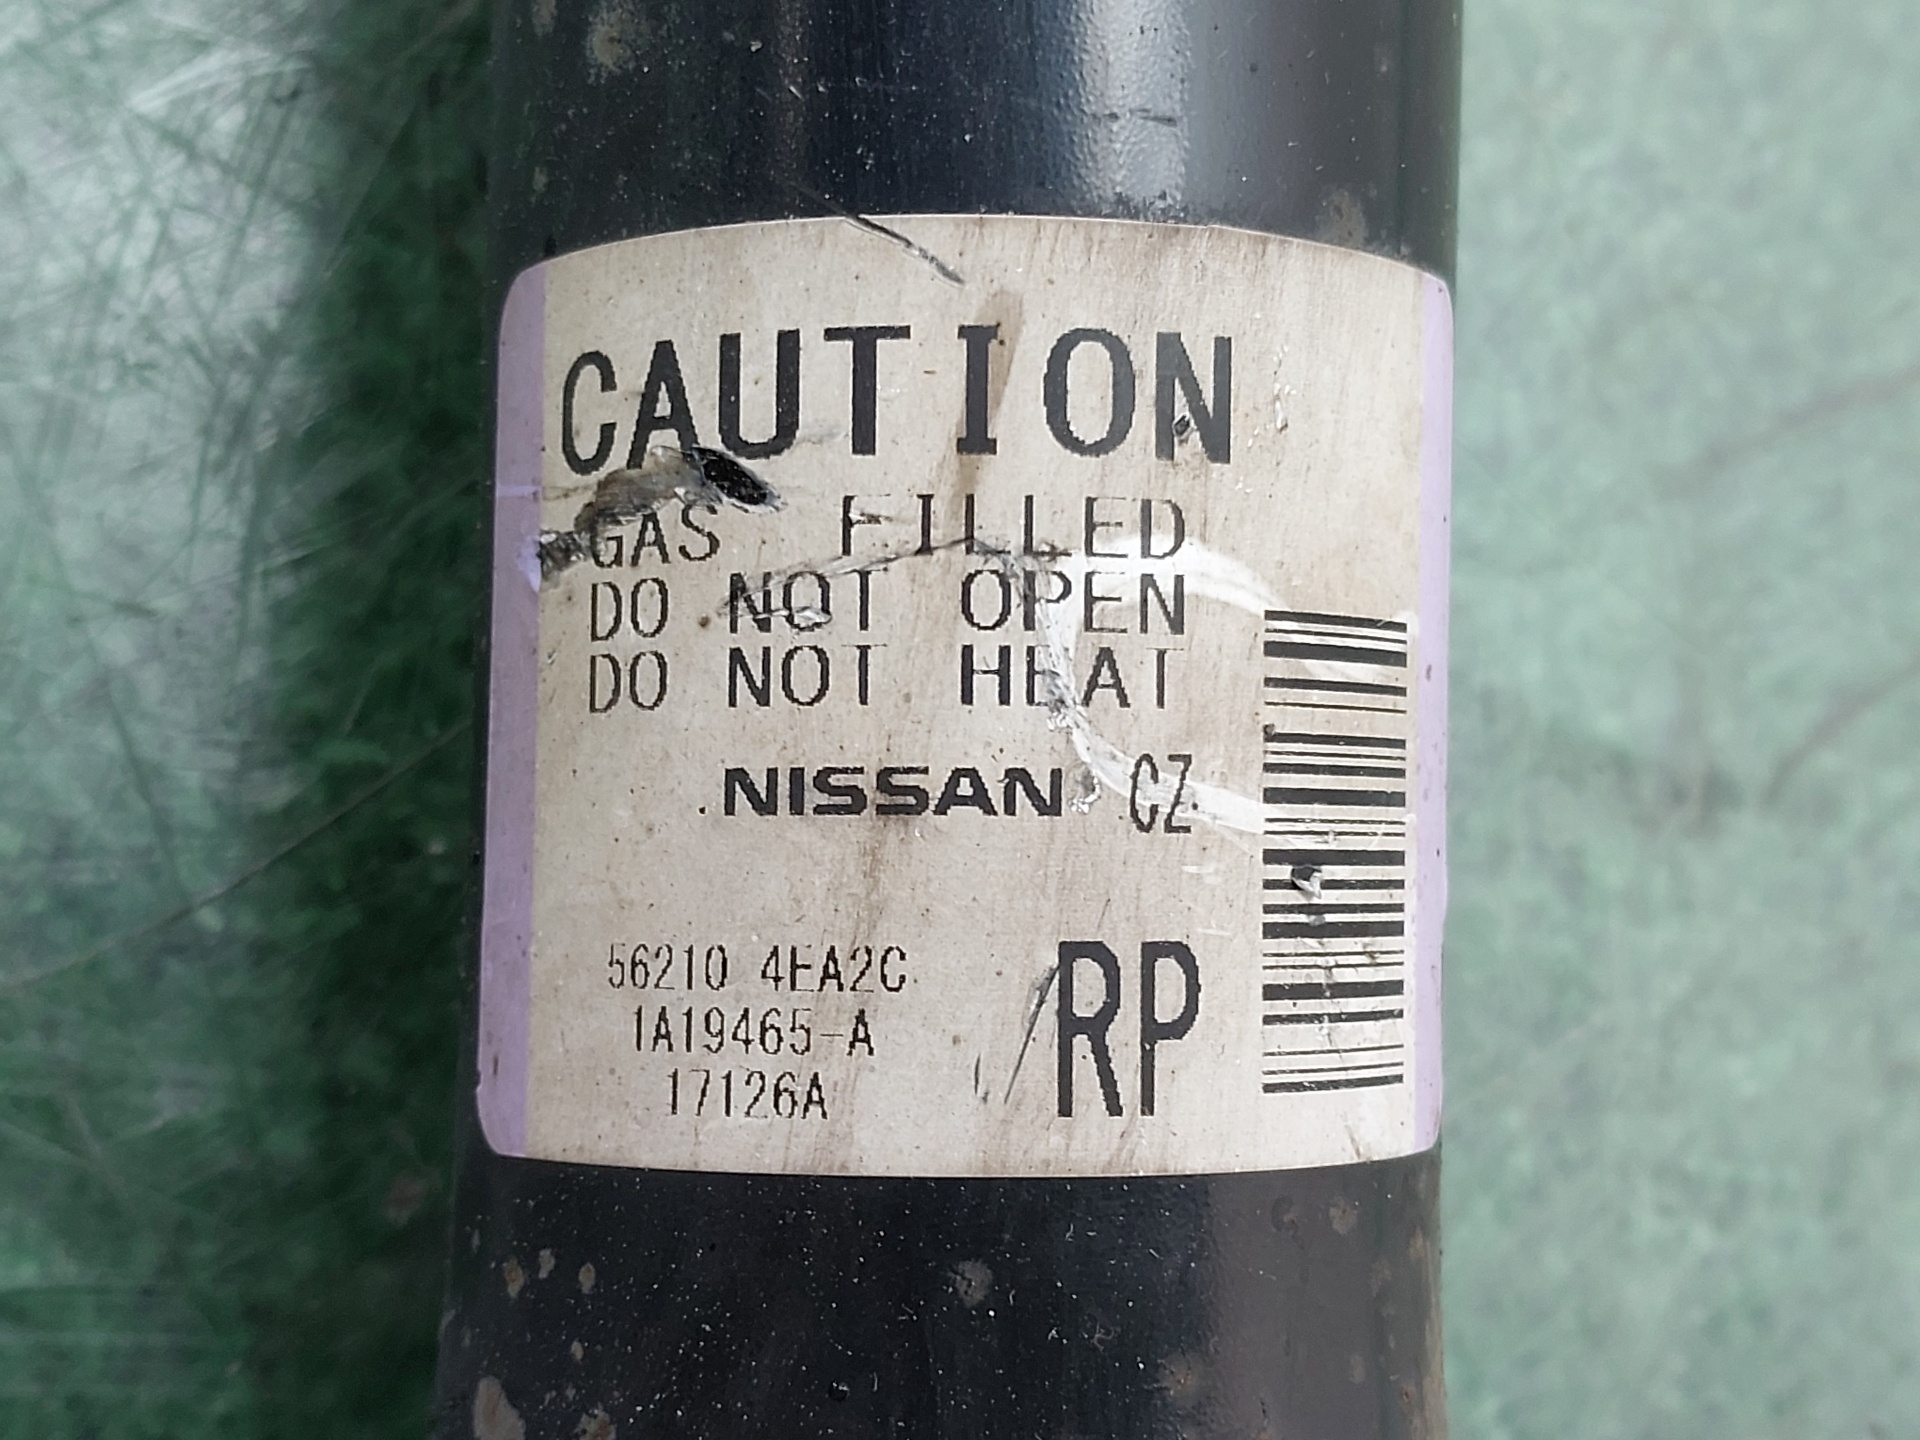 CAUTION
GAS FILLED
DO NOT OPEN
DO NOT HEAT
NISSAN CZ
56210 4EA2C
1A19465-A
17126A
RP